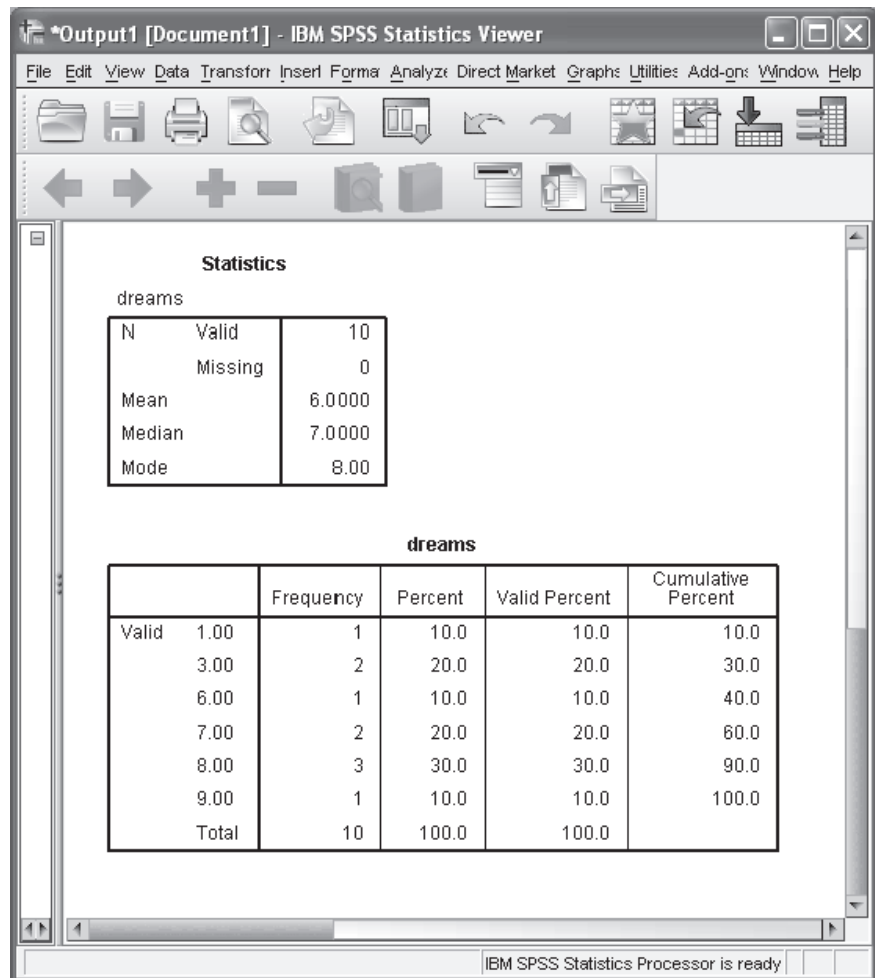 *Output1 [Document1] - IBM SPSS Statistics Viewer
File Edit View Data Transforr Insert Forma Analyze Direct Market Graphs Utilities Add-ons Window Help
Statistics
dreams
N Valid 10
Missing 0
Mean 6.0000
Median 7.0000
Mode 8.00
dreams
Frequency Percent Valid Percent Cumulative Percent
Valid 1.00 1 10.0 10.0 10.0
3.00 2 20.0 20.0 30.0
6.00 1 10.0 10.0 40.0
7.00 2 20.0 20.0 60.0
8.00 3 30.0 30.0 90.0
9.00 1 10.0 10.0 100.0
Total 10 100.0 100.0
IBM SPSS Statistics Processor is ready